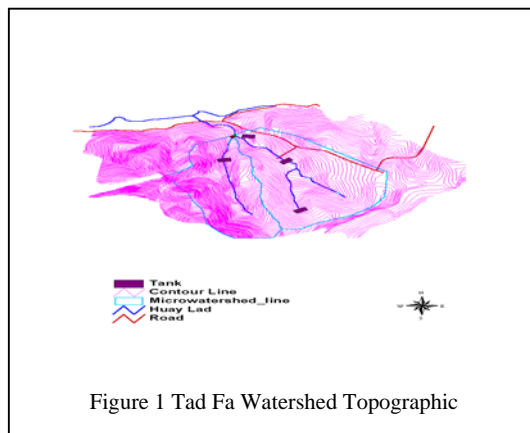 Tank
Contour Line
Microwatershed_line
Huay Lad
Road
Figure 1 Tad Fa Watershed Topographic